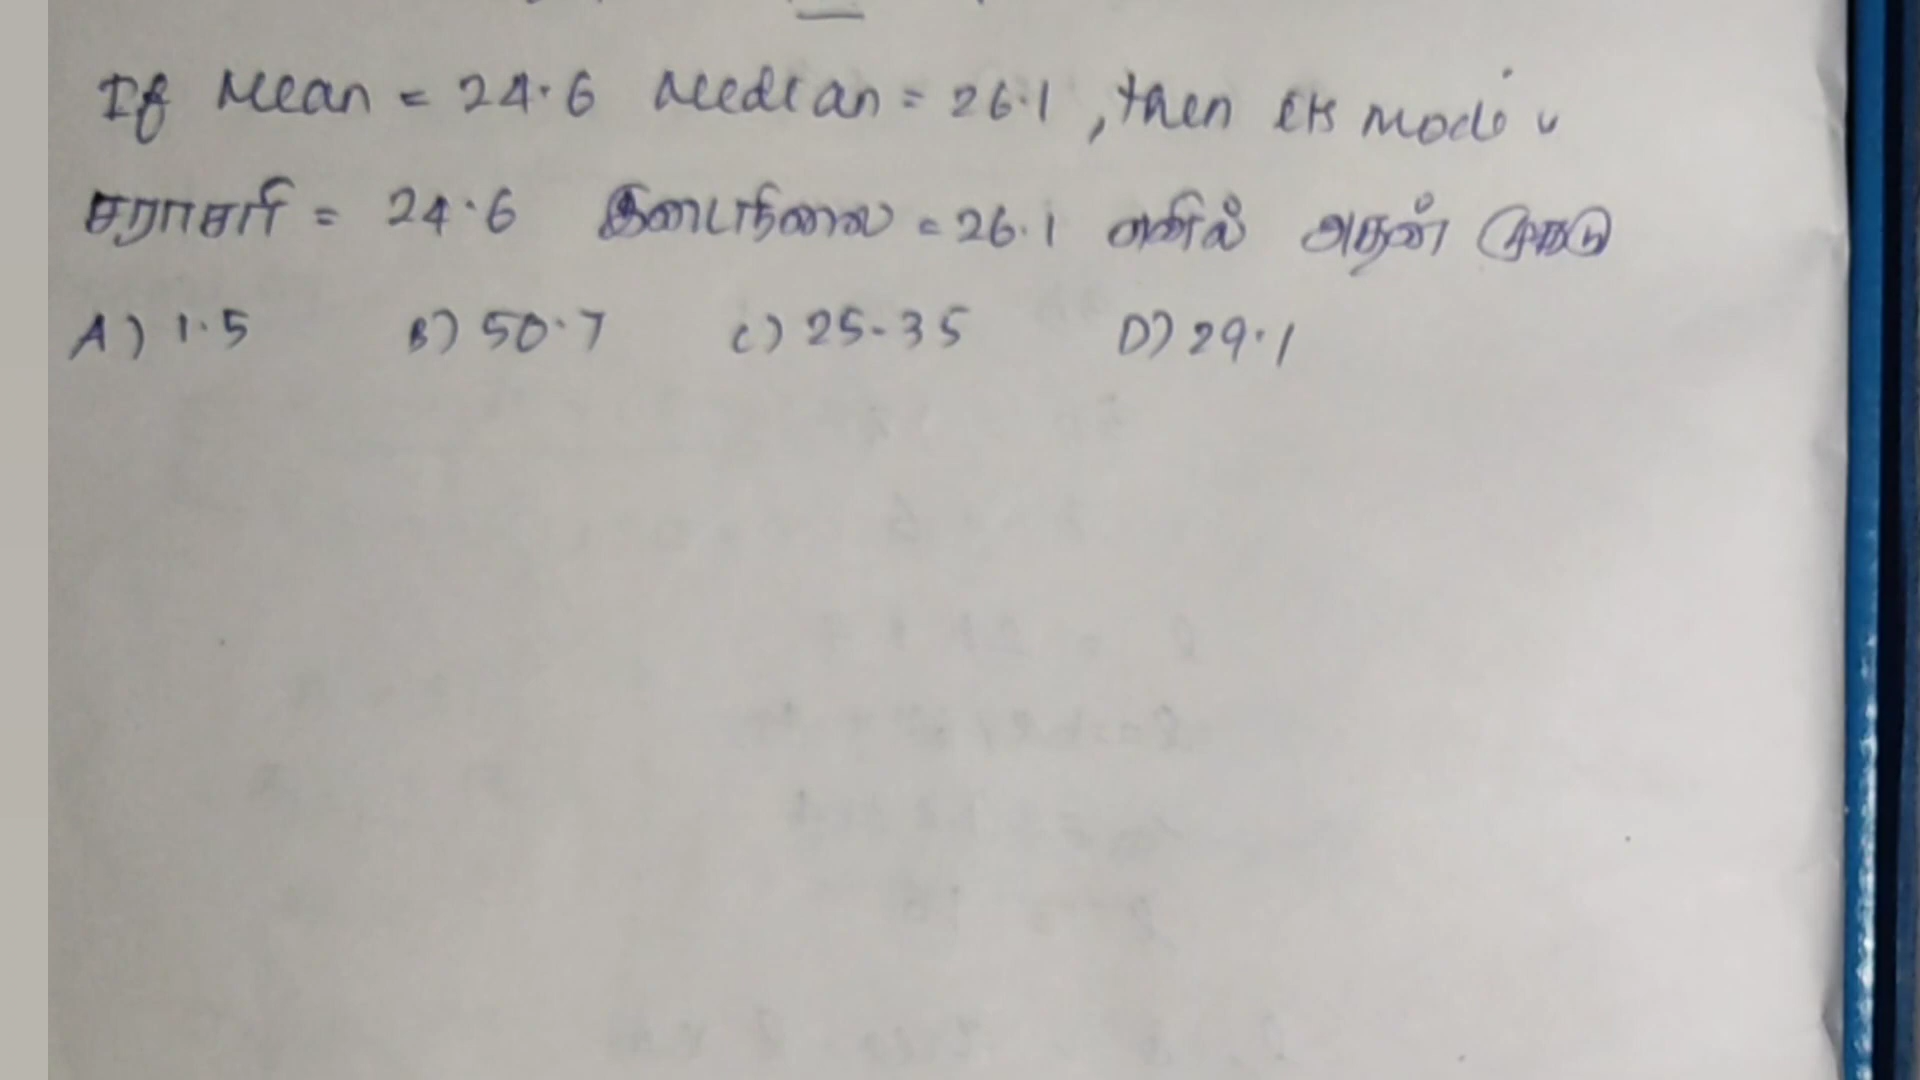 If Mean = 24.6 Median = 26.1, then its mode
சராசரி = 24.6 இடைநிலை = 26.1 எனில் அதன் முகடு
A) 1.5 B) 50.7 C) 25.35 D) 29.1